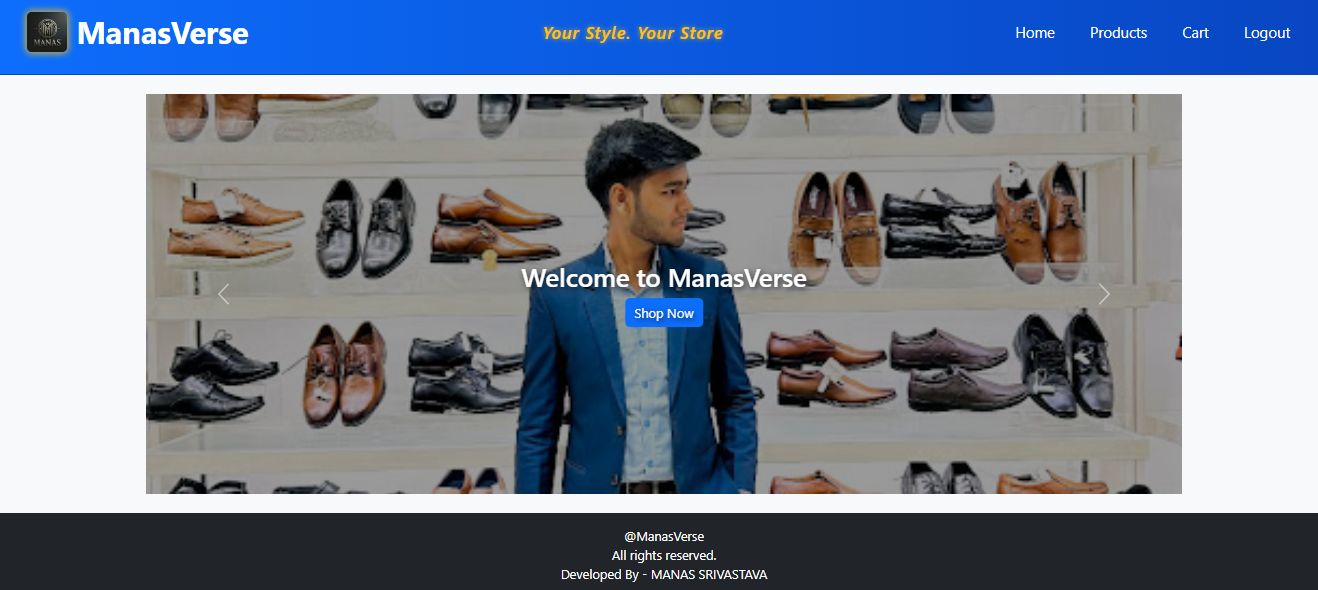 MANAS
ManasVerse
Your Style. Your Store
Home
Products
Cart
Logout
Welcome to ManasVerse
Shop Now
@ManasVerse
All rights reserved.
Developed By - MANAS SRIVASTAVA